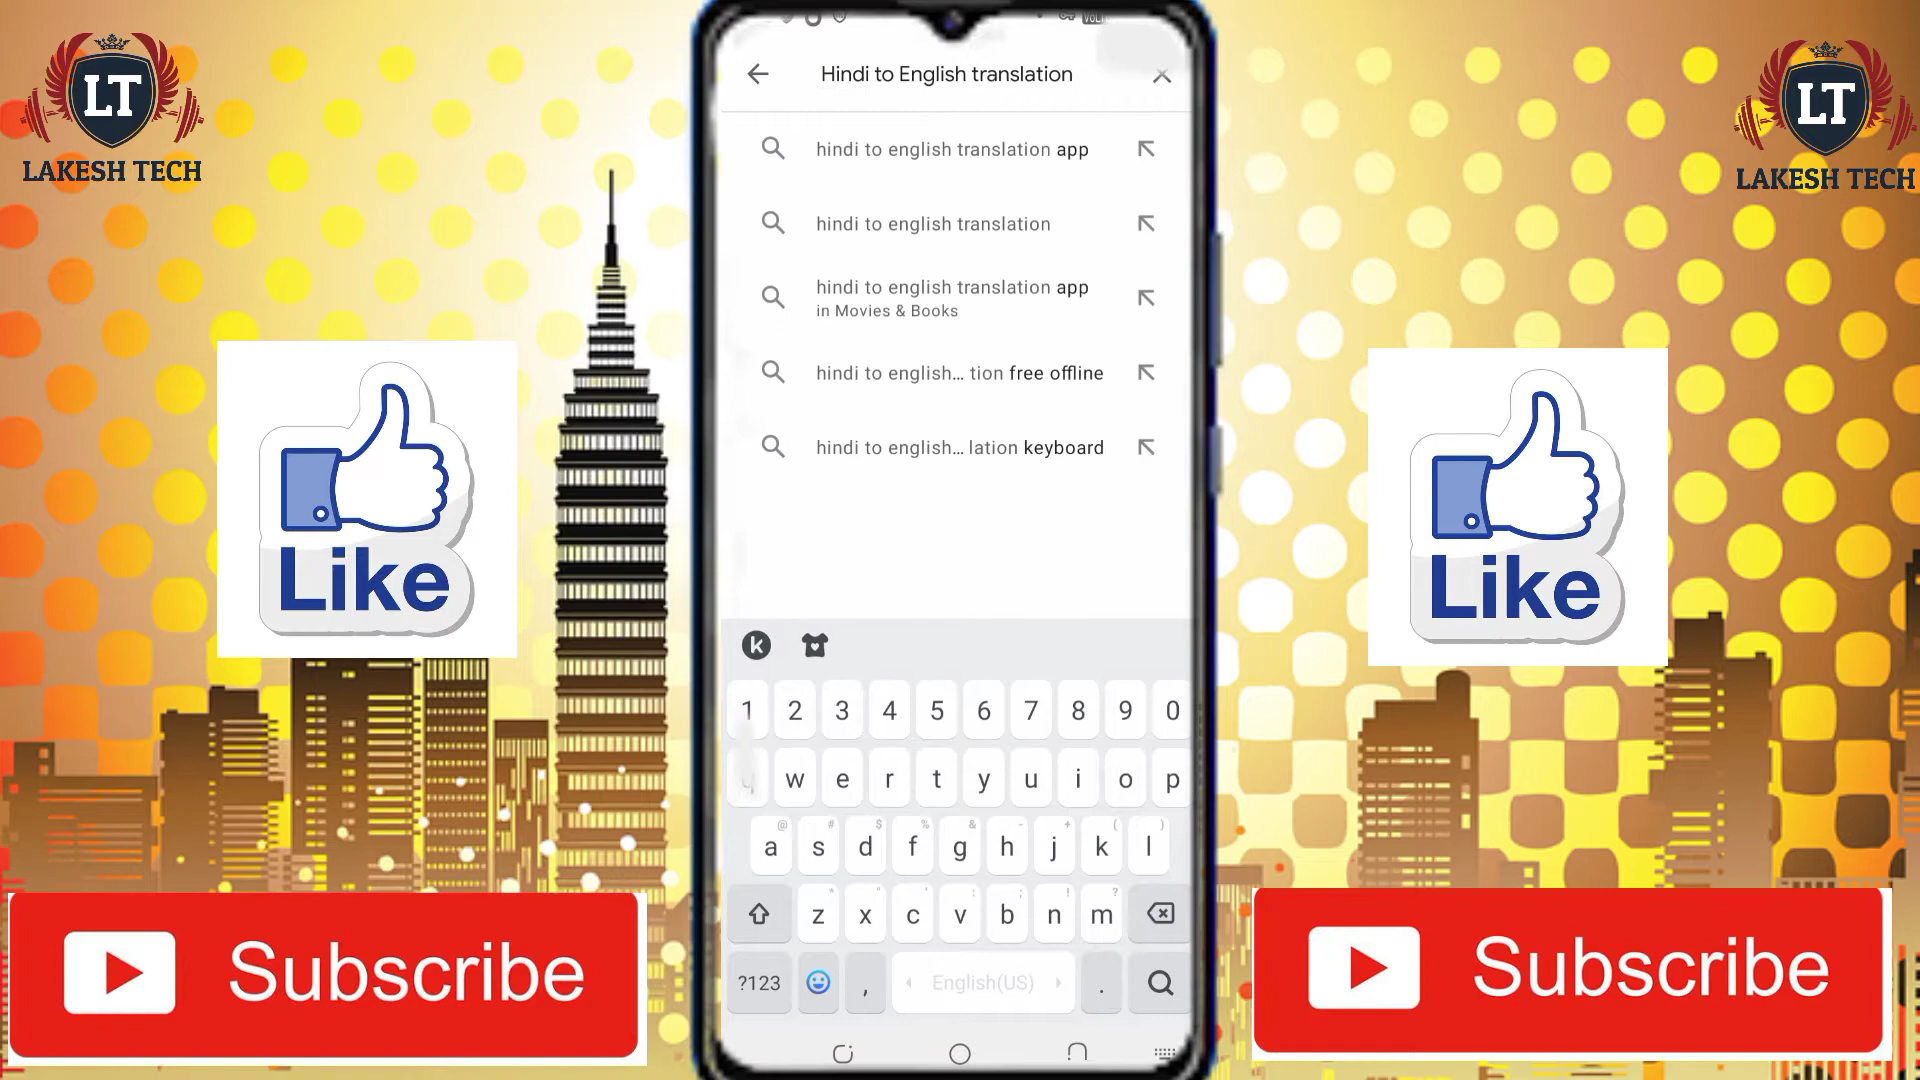 LT
LAKESH TECH
LT
LAKESH TECH
Hindi to English translation
hindi to english translation app
hindi to english translation
hindi to english translation app
in Movies & Books
hindi to english... tion free offline
hindi to english... lation keyboard
Like
Like
k
1 2 3 4 5 6 7 8 9 0
w e r t y u i o p
@ # $ % & - + ( )
a s d f g h j k l
* " ' : ; ! ?
z x c v b n m
?123 , English(US) .
Subscribe
Subscribe